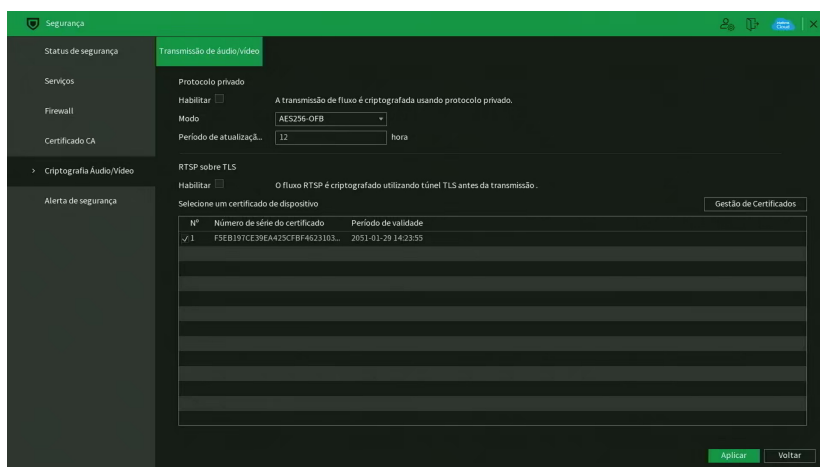 Segurança
Cloud
Status de segurança
Transmissão de áudio/vídeo
Serviços
Firewall
Certificado CA
Criptografia Áudio/Vídeo
Alerta de segurança
Protocolo privado
Habilitar
A transmissão de fluxo é criptografada usando protocolo privado.
Modo
AES256-OFB
Período de atualizaçã...
12
hora
RTSP sobre TLS
Habilitar
O fluxo RTSP é criptografado utilizando túnel TLS antes da transmissão .
Selecione um certificado de dispositivo
Gestão de Certificados
Nº Número de série do certificado Período de validade
1 F5EB197CE39EA425CFBF4623103... 2051-01-29 14:23:55
Aplicar
Voltar